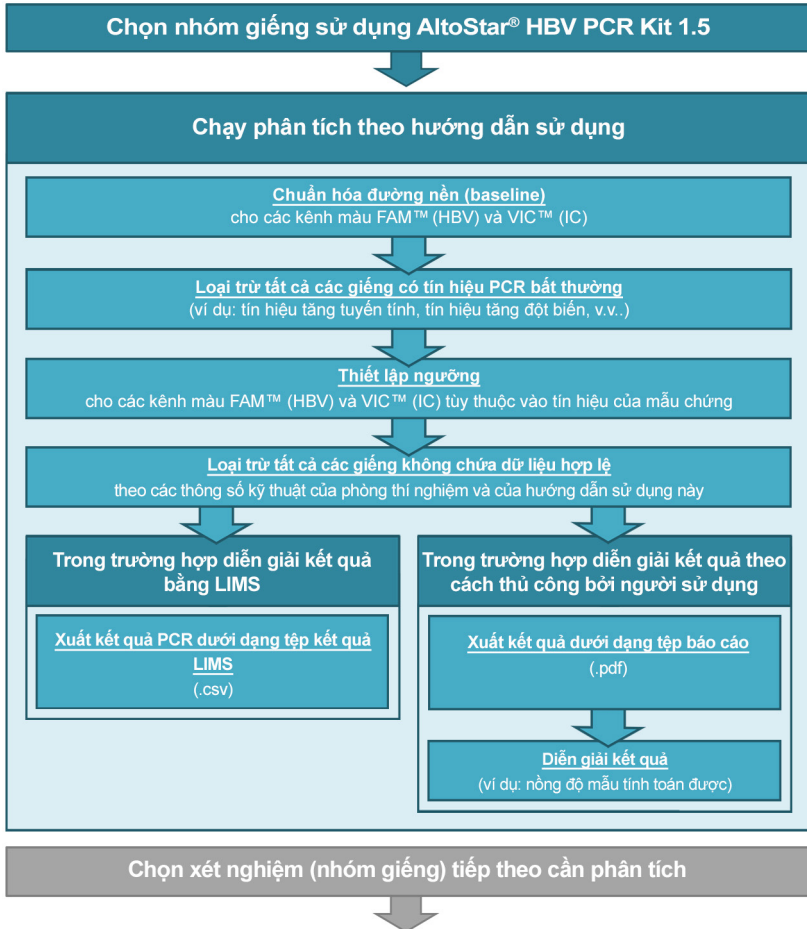 Chọn nhóm giếng sử dụng AltoStar® HBV PCR Kit 1.5
Chạy phân tích theo hướng dẫn sử dụng
Chuẩn hóa đường nền (baseline)
cho các kênh màu FAM™ (HBV) và VIC™ (IC)
Loại trừ tất cả các giếng có tín hiệu PCR bất thường
(ví dụ: tín hiệu tăng tuyến tính, tín hiệu tăng đột biến, v.v..)
Thiết lập ngưỡng
cho các kênh màu FAM™ (HBV) và VIC™ (IC) tùy thuộc vào tín hiệu của mẫu chứng
Loại trừ tất cả các giếng không chứa dữ liệu hợp lệ
theo các thông số kỹ thuật của phòng thí nghiệm và của hướng dẫn sử dụng này
Trong trường hợp diễn giải kết quả
bằng LIMS
Xuất kết quả PCR dưới dạng tệp kết quả
LIMS
(.csv)
Trong trường hợp diễn giải kết quả theo
cách thủ công bởi người sử dụng
Xuất kết quả dưới dạng tệp báo cáo
(.pdf)
Diễn giải kết quả
(ví dụ: nồng độ mẫu tính toán được)
Chọn xét nghiệm (nhóm giếng) tiếp theo cần phân tích